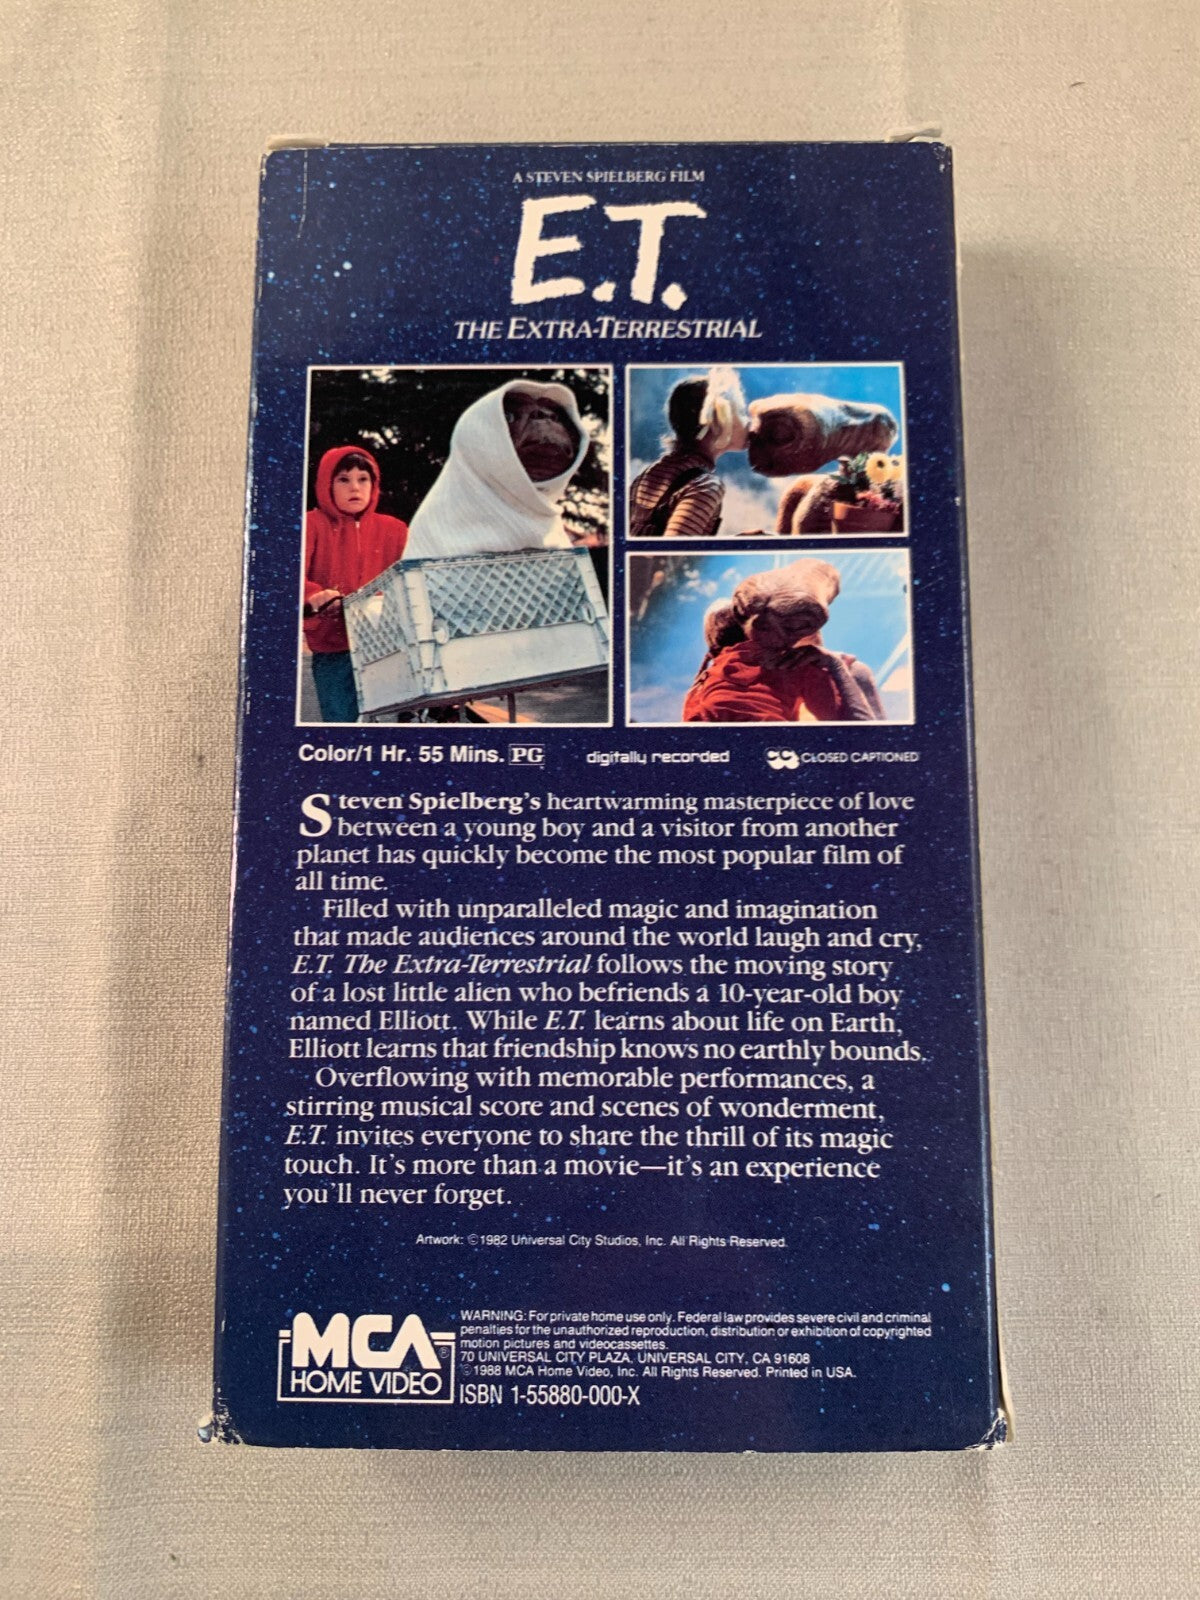 A STEVEN SPIELBERG FILM
E.T.
THE EXTRA-TERRESTRIAL
Color/1 Hr. 55 Mins. PG digitally recorded CC CLOSED CAPTIONED
Steven Spielberg's heartwarming masterpiece of love
between a young boy and a visitor from another
planet has quickly become the most popular film of
all time.
Filled with unparalleled magic and imagination
that made audiences around the world laugh and cry,
E.T. The Extra-Terrestrial follows the moving story
of a lost little alien who befriends a 10-year-old boy
named Elliott. While E.T. learns about life on Earth,
Elliott learns that friendship knows no earthly bounds.
Overflowing with memorable performances, a
stirring musical score and scenes of wonderment,
E.T. invites everyone to share the thrill of its magic
touch. It's more than a movie—it's an experience
you'll never forget.
Artwork: ©1982 Universal City Studios, Inc. All Rights Reserved.
MCA®
HOME VIDEO
WARNING: For private home use only. Federal law provides severe civil and criminal
penalties for the unauthorized reproduction, distribution or exhibition of copyrighted
motion pictures and videocassettes.
70 UNIVERSAL CITY PLAZA, UNIVERSAL CITY, CA 91608
©1988 MCA Home Video, Inc. All Rights Reserved. Printed in USA.
ISBN 1-55880-000-X